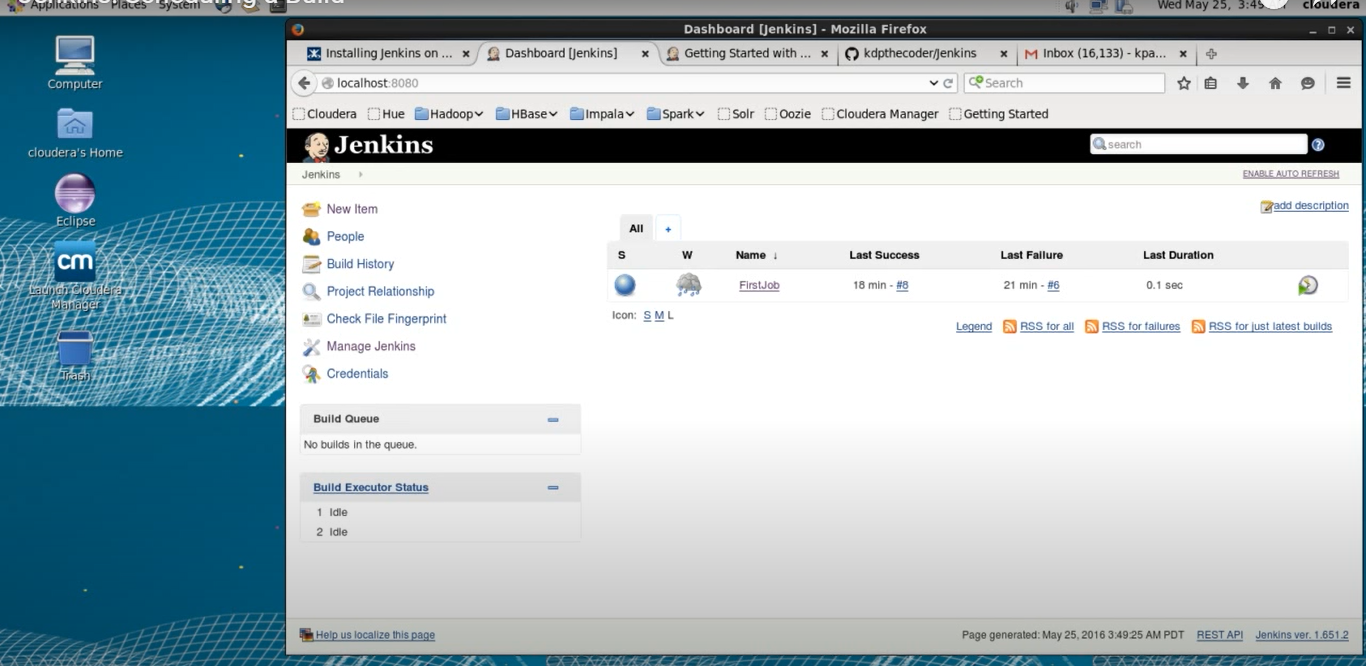 Applications Places System
Wed May 25, 3:49
cloudera
a Build
Computer
cloudera's Home
Eclipse
cm
Launch Cloudera
Manager
Trash
Dashboard [Jenkins] - Mozilla Firefox
Installing Jenkins on ...
Dashboard [Jenkins]
Getting Started with ...
kdpthecoder/Jenkins
Inbox (16,133) - kpa...
localhost:8080
Search
Cloudera Hue Hadoop HBase Impala Spark Solr Oozie Cloudera Manager Getting Started
Jenkins
search
Jenkins
ENABLE AUTO REFRESH
New Item
People
Build History
Project Relationship
Check File Fingerprint
Manage Jenkins
Credentials
Build Queue
No builds in the queue.
Build Executor Status
1 Idle
2 Idle
add description
All +
S W Name ↓ Last Success Last Failure Last Duration
FirstJob 18 min - #8 21 min - #6 0.1 sec
Icon: S M L
Legend RSS for all RSS for failures RSS for just latest builds
Help us localize this page
Page generated: May 25, 2016 3:49:25 AM PDT REST API Jenkins ver. 1.651.2